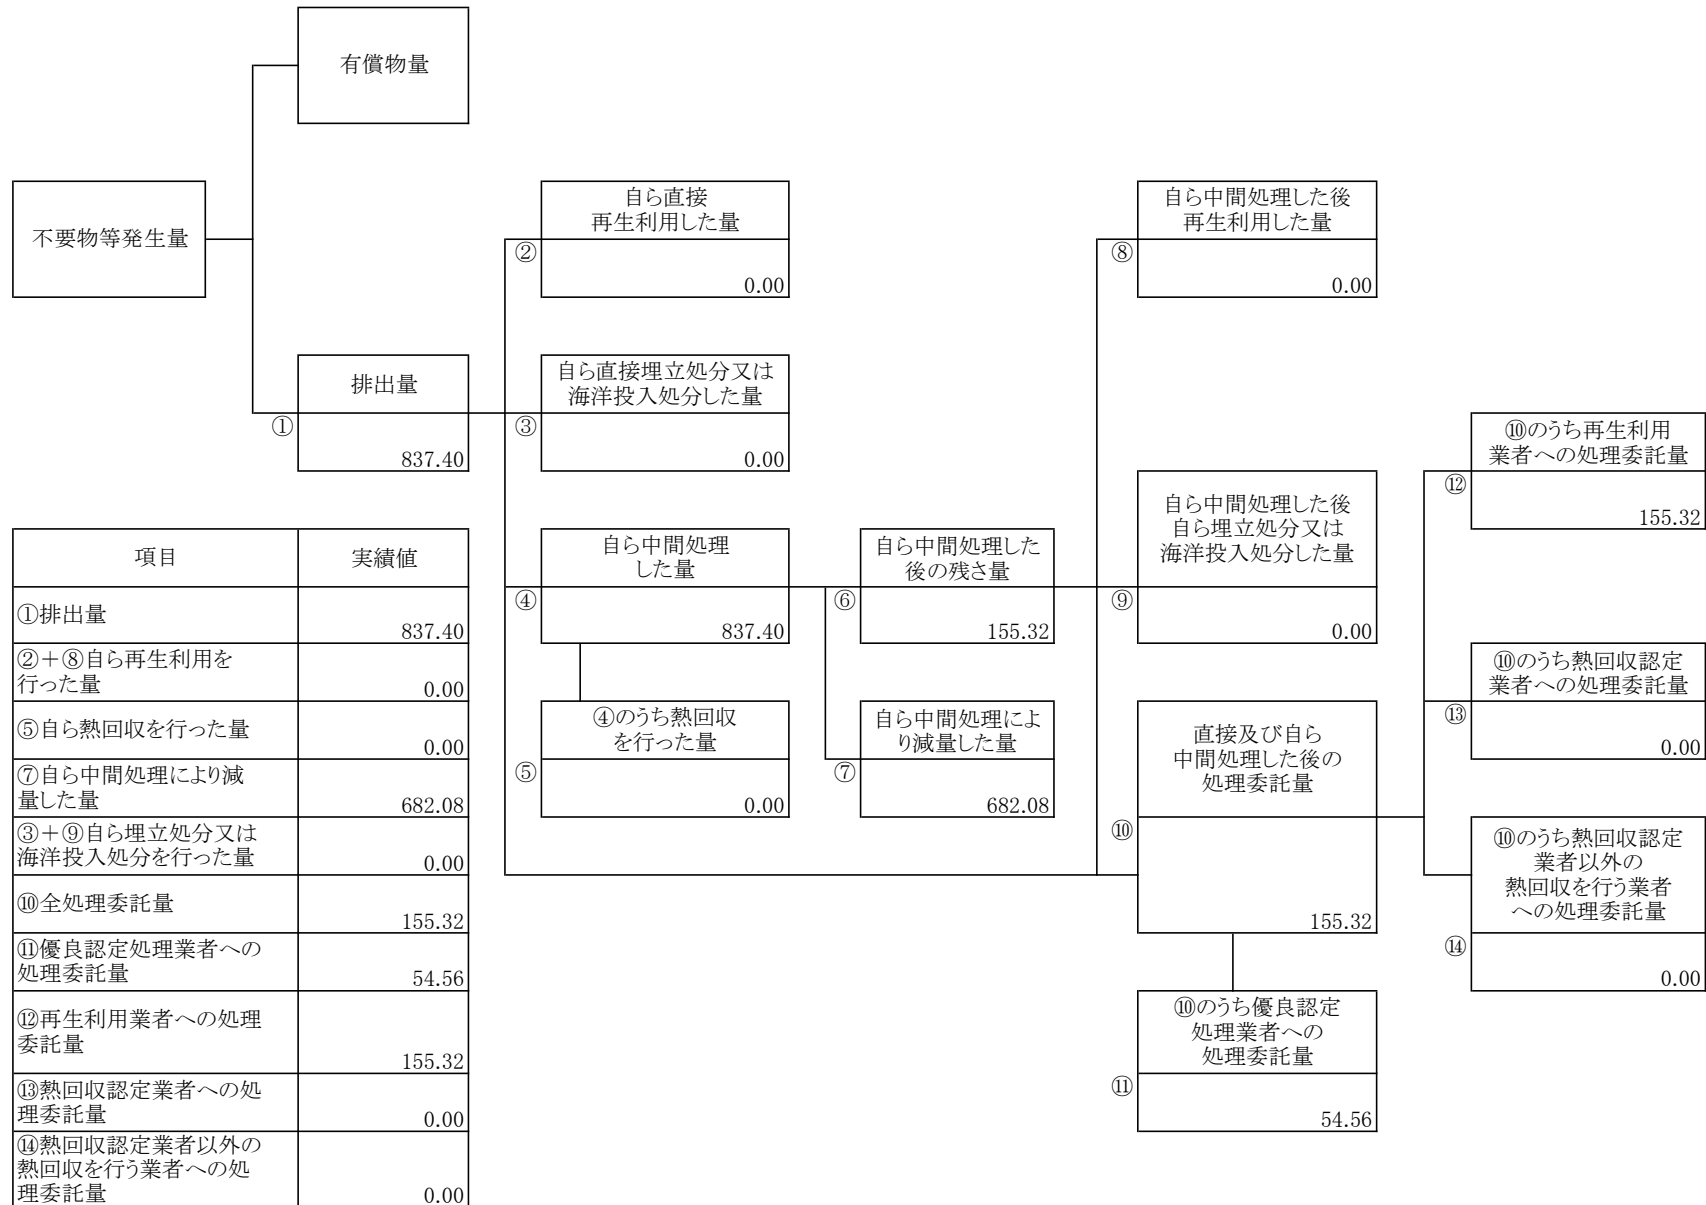 有償物量
不要物等発生量
自ら直接
再生利用した量
②
0.00
自ら中間処理した後
再生利用した量
⑧
0.00
排出量
①
837.40
自ら直接埋立処分又は
海洋投入処分した量
③
0.00
⑩のうち再生利用
業者への処理委託量
⑫
155.32
自ら中間処理
した量
④
837.40
自ら中間処理した
後の残さ量
⑥
155.32
自ら中間処理した後
自ら埋立処分又は
海洋投入処分した量
⑨
0.00
⑩のうち熱回収認定
業者への処理委託量
⑬
0.00
④のうち熱回収
を行った量
⑤
0.00
自ら中間処理によ
り減量した量
⑦
682.08
直接及び自ら
中間処理した後の
処理委託量
⑩
155.32
⑩のうち熱回収認定
業者以外の
熱回収を行う業者
への処理委託量
⑭
0.00
⑩のうち優良認定
処理業者への
処理委託量
⑪
54.56
項目 実績値
①排出量
837.40
②+⑧自ら再生利用を
行った量
0.00
⑤自ら熱回収を行った量
0.00
⑦自ら中間処理により減
量した量
682.08
③+⑨自ら埋立処分又は
海洋投入処分を行った量
0.00
⑩全処理委託量
155.32
⑪優良認定処理業者への
処理委託量
54.56
⑫再生利用業者への処理
委託量
155.32
⑬熱回収認定業者への処
理委託量
0.00
⑭熱回収認定業者以外の
熱回収を行う業者への処
理委託量
0.00